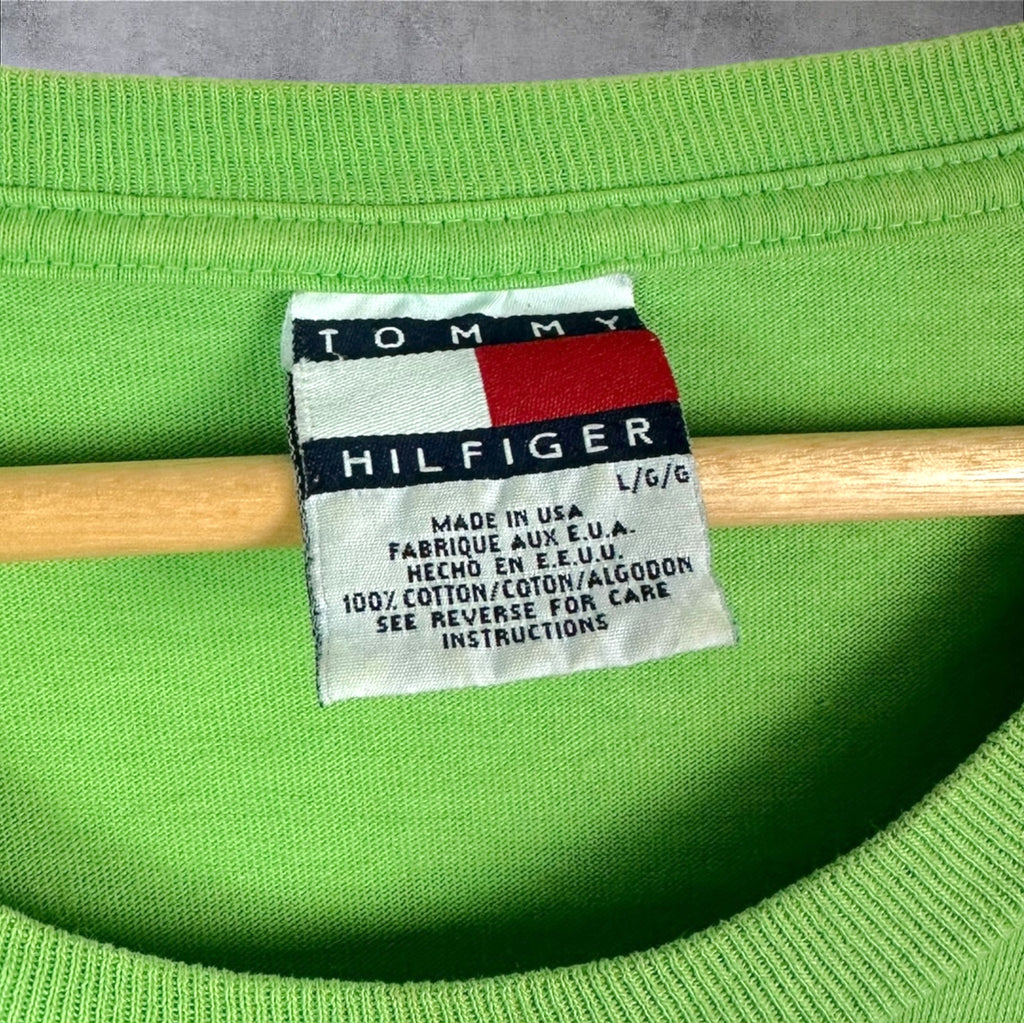 TOMMY
HILFIGER
L/G/G
MADE IN USA
FABRIQUE AUX E.U.A.
HECHO EN E.E.U.U.
100% COTTON/COTON/ALGODON
SEE REVERSE FOR CARE
INSTRUCTIONS